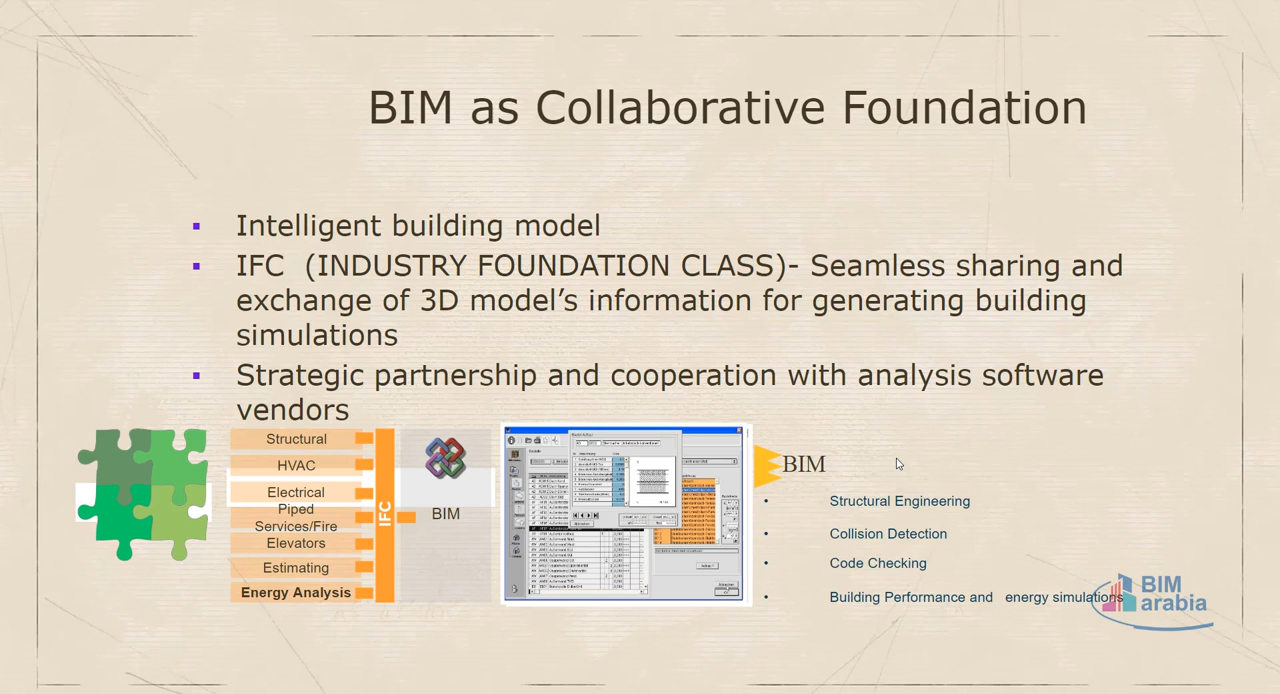 BIM as Collaborative Foundation
Intelligent building model
IFC (INDUSTRY FOUNDATION CLASS)- Seamless sharing and
exchange of 3D model’s information for generating building
simulations
Strategic partnership and cooperation with analysis software
vendors
Structural
HVAC
Electrical
Piped
Services/Fire
Elevators
Estimating
Energy Analysis
IFC
BIM
BIM
Structural Engineering
Collision Detection
Code Checking
Building Performance and energy simulations
BIM
arabia